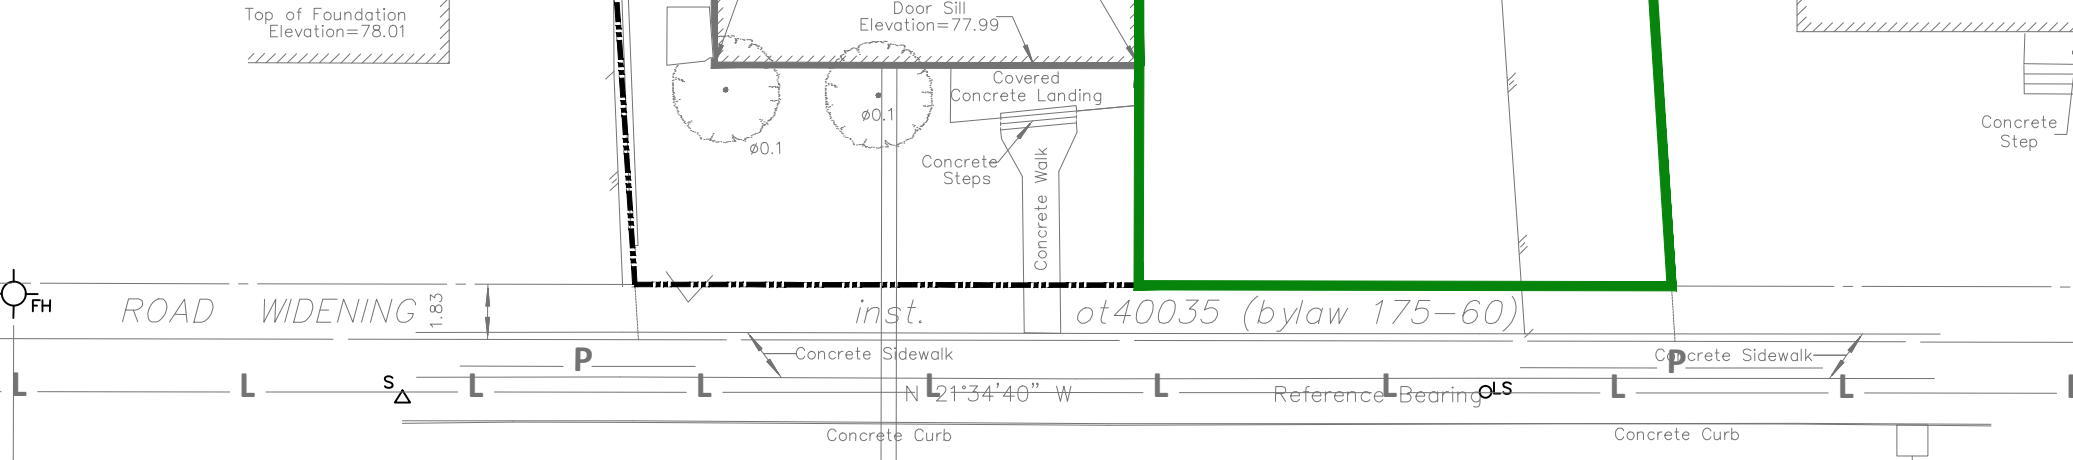 Top of Foundation
Elevation=78.01
Door Sill
Elevation=77.99
Covered
Concrete Landing
ø0.1
ø0.1
Concrete
Steps
Concrete Walk
Concrete
Step
FH
ROAD WIDENING
1.83
inst. ot40035 (bylaw 175-60)
P
Concrete Sidewalk
Concrete Sidewalk
P
L
L
S
L
L
L
L
L
LS
L
L
N 21°34'40" W
Reference Bearing
Concrete Curb
Concrete Curb